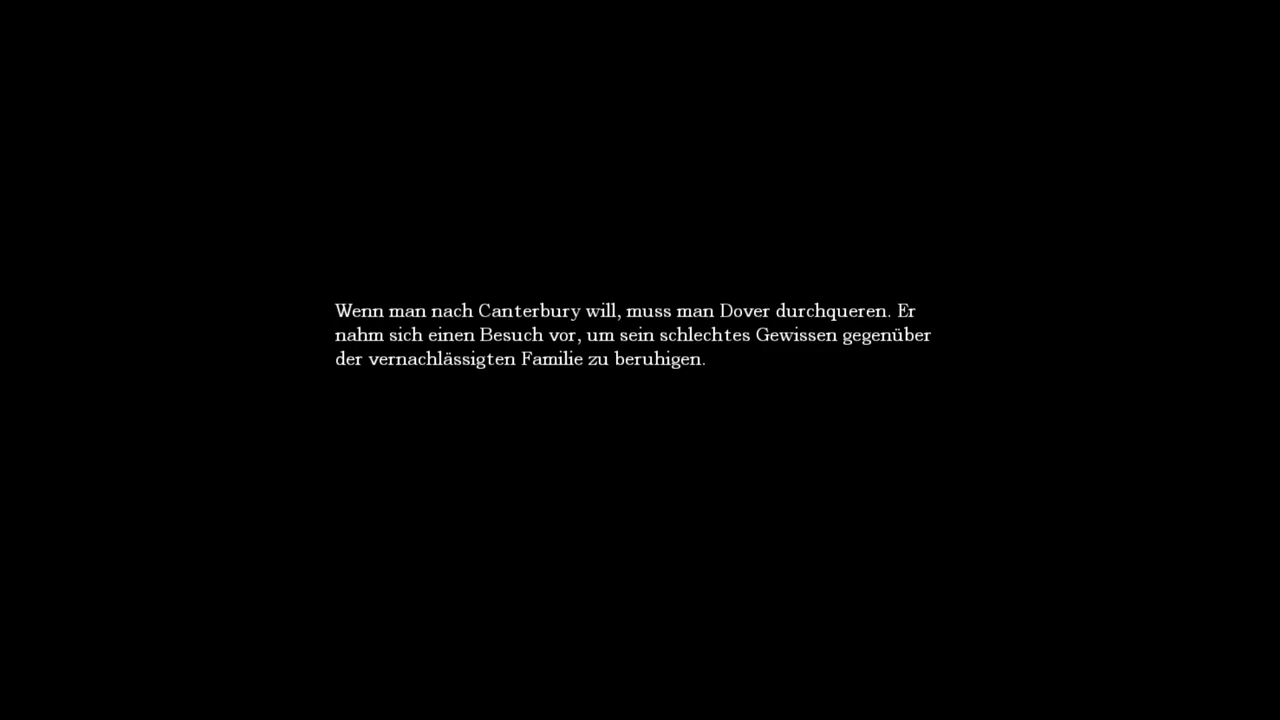 Wenn man nach Canterbury will, muss man Dover durchqueren. Er
nahm sich einen Besuch vor, um sein schlechtes Gewissen gegenüber
der vernachlässigten Familie zu beruhigen.